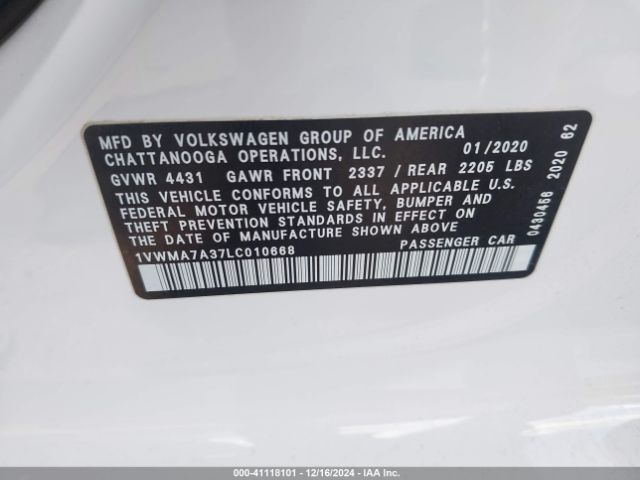 MFD BY VOLKSWAGEN GROUP OF AMERICA
CHATTANOOGA OPERATIONS, LLC. 01/2020
GVWR 4431 GAWR FRONT 2337 / REAR 2205 LBS
THIS VEHICLE CONFORMS TO ALL APPLICABLE U.S.
FEDERAL MOTOR VEHICLE SAFETY, BUMPER AND
THEFT PREVENTION STANDARDS IN EFFECT ON
THE DATE OF MANUFACTURE SHOWN ABOVE
1VWMA7A37LC010668 PASSENGER CAR
0430456 2020 62
000-41118101 - 12/16/2024 - IAA Inc.